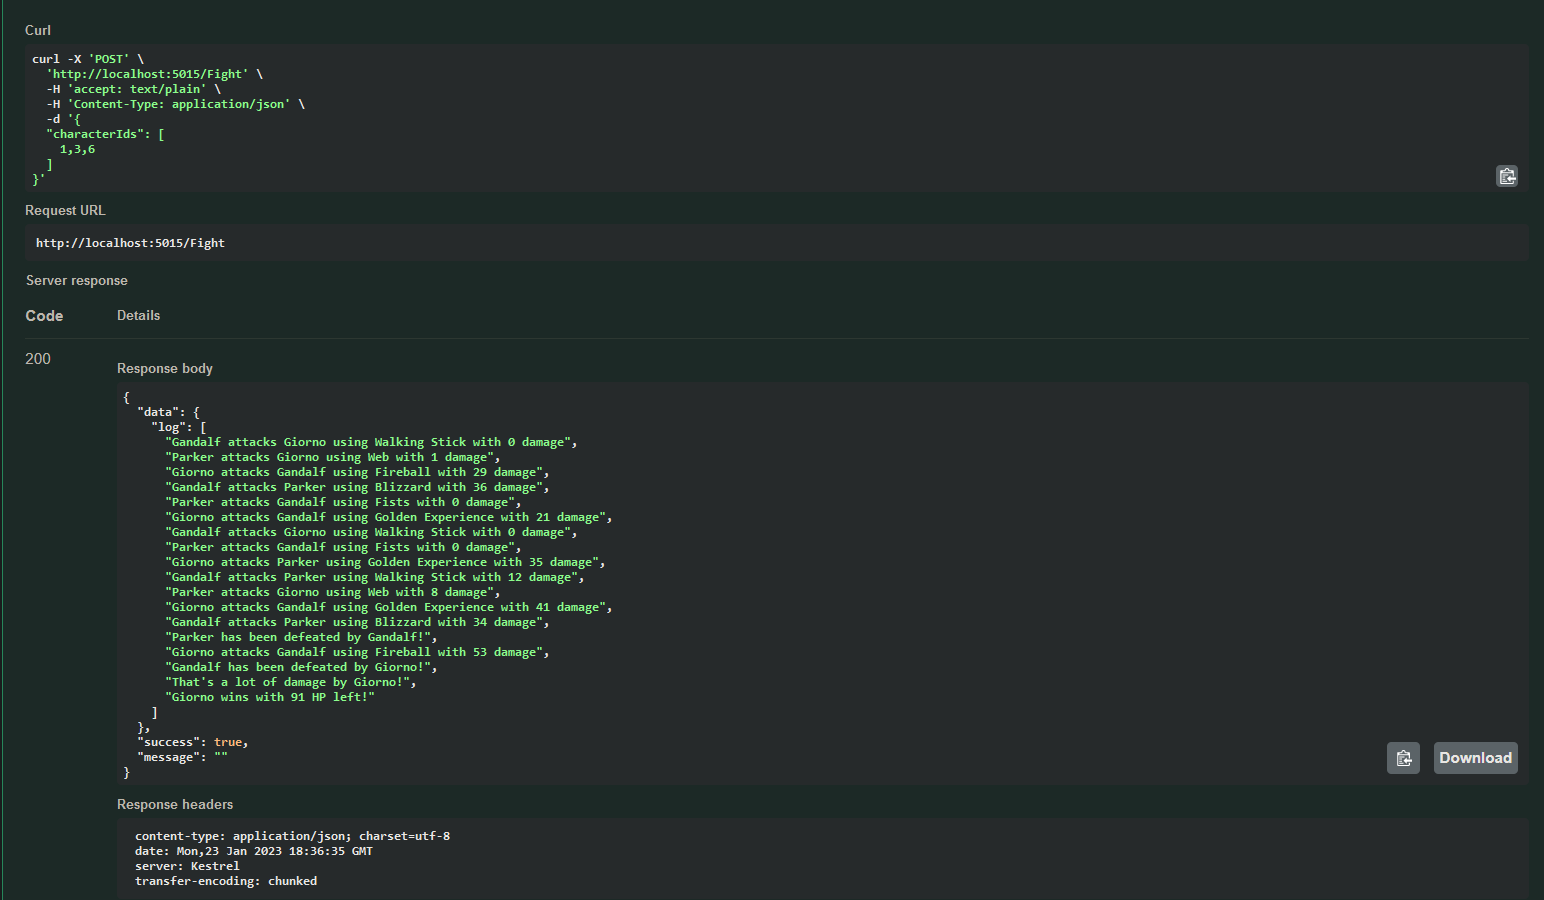 Curl
curl -X 'POST' \
  'http://localhost:5015/Fight' \
  -H 'accept: text/plain' \
  -H 'Content-Type: application/json' \
  -d '{
  "characterIds": [
    1,3,6
  ]
}'
Request URL
http://localhost:5015/Fight
Server response
Code Details
200
Response body
{
  "data": {
    "log": [
      "Gandalf attacks Giorno using Walking Stick with 0 damage",
      "Parker attacks Giorno using Web with 1 damage",
      "Giorno attacks Gandalf using Fireball with 29 damage",
      "Gandalf attacks Parker using Blizzard with 36 damage",
      "Parker attacks Gandalf using Fists with 0 damage",
      "Giorno attacks Gandalf using Golden Experience with 21 damage",
      "Gandalf attacks Giorno using Walking Stick with 0 damage",
      "Parker attacks Gandalf using Fists with 0 damage",
      "Giorno attacks Parker using Golden Experience with 35 damage",
      "Gandalf attacks Parker using Walking Stick with 12 damage",
      "Parker attacks Giorno using Web with 8 damage",
      "Giorno attacks Gandalf using Golden Experience with 41 damage",
      "Gandalf attacks Parker using Blizzard with 34 damage",
      "Parker has been defeated by Gandalf!",
      "Giorno attacks Gandalf using Fireball with 53 damage",
      "Gandalf has been defeated by Giorno!",
      "That's a lot of damage by Giorno!",
      "Giorno wins with 91 HP left!"
    ]
  },
  "success": true,
  "message": ""
}
Download
Response headers
content-type: application/json; charset=utf-8
date: Mon,23 Jan 2023 18:36:35 GMT
server: Kestrel
transfer-encoding: chunked